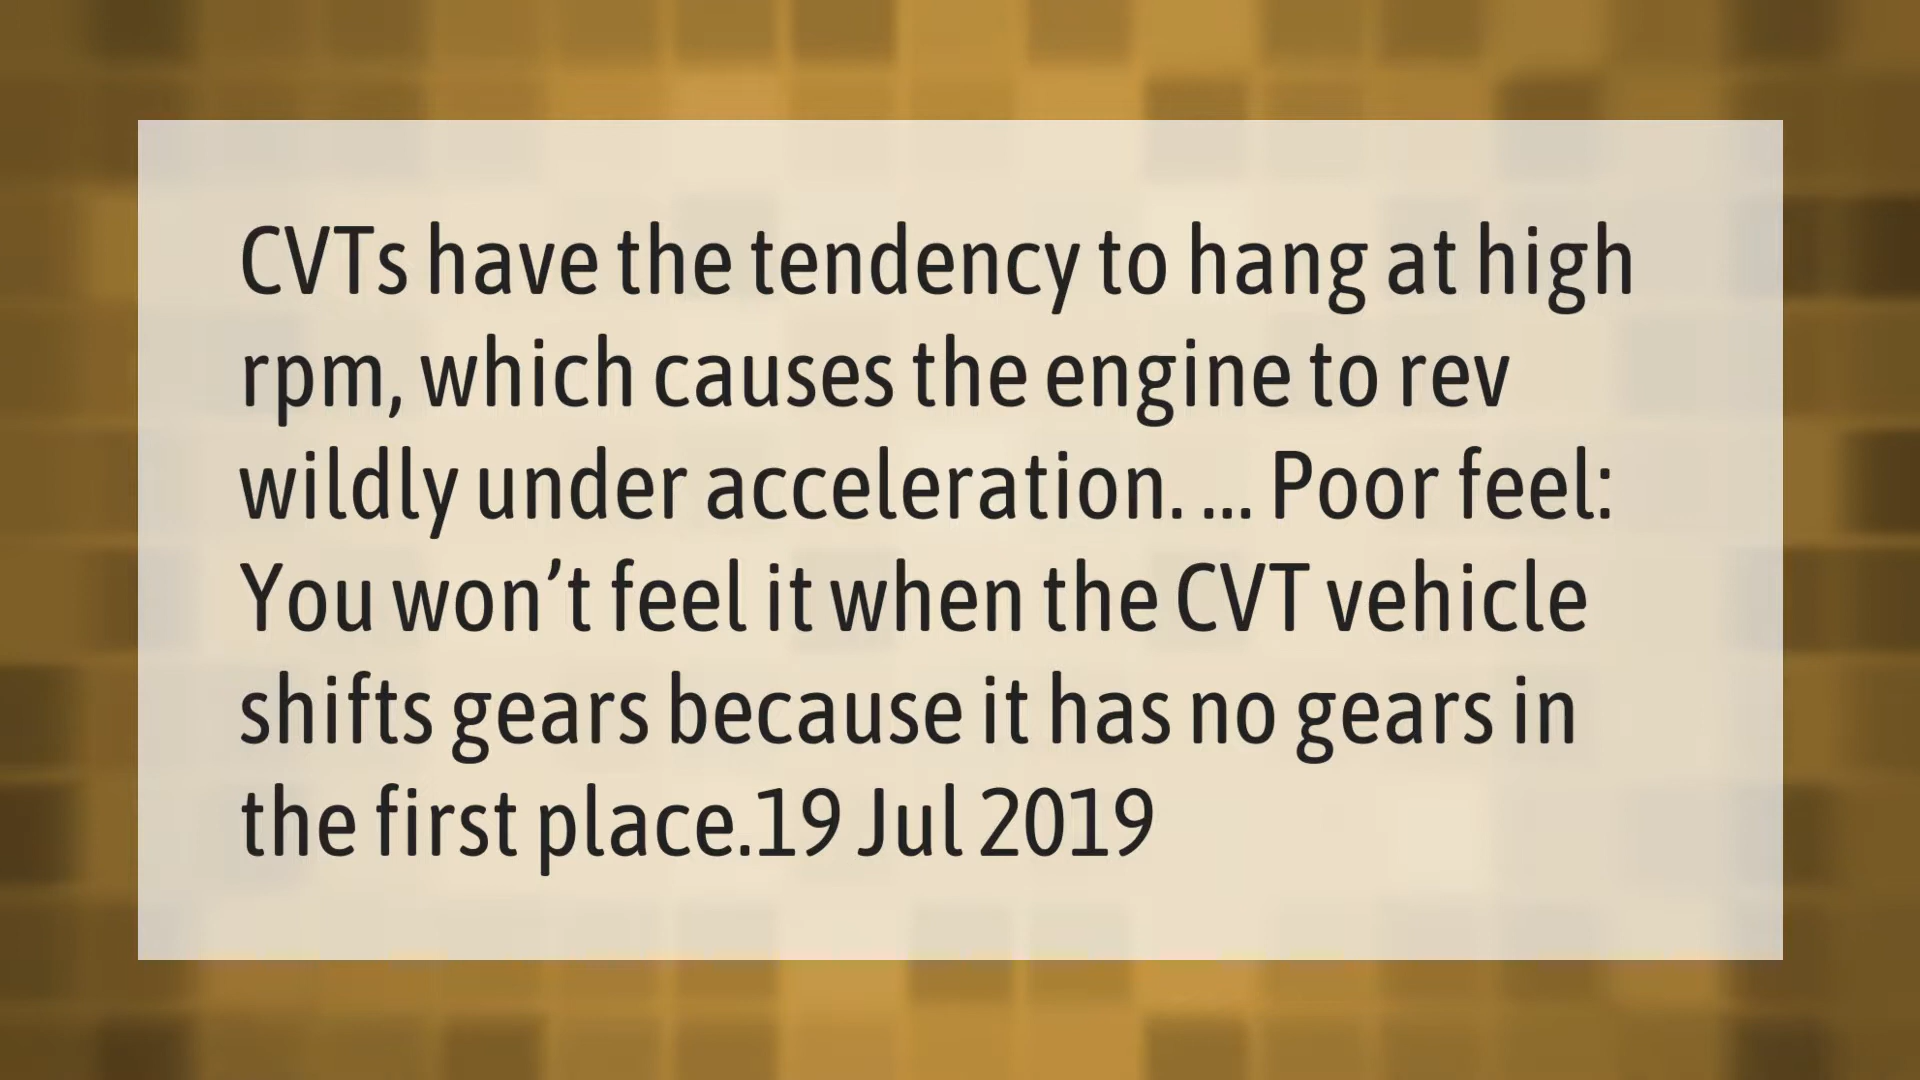 CVTs have the tendency to hang at high
rpm, which causes the engine to rev
wildly under acceleration. ... Poor feel:
You won’t feel it when the CVT vehicle
shifts gears because it has no gears in
the first place.19 Jul 2019